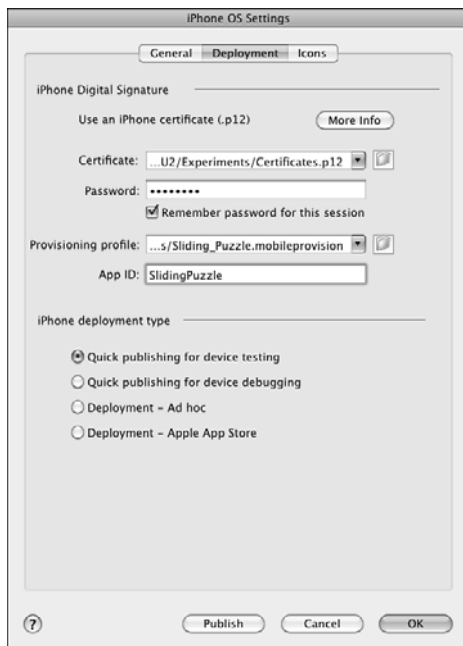 iPhone OS Settings
General Deployment Icons
iPhone Digital Signature
Use an iPhone certificate (.p12) More Info
Certificate: ...U2/Experiments/Certificates.p12
Password: ••••••••
Remember password for this session
Provisioning profile: ...s/Sliding_Puzzle.mobileprovision
App ID: SlidingPuzzle
iPhone deployment type
Quick publishing for device testing
Quick publishing for device debugging
Deployment – Ad hoc
Deployment – Apple App Store
? Publish Cancel OK